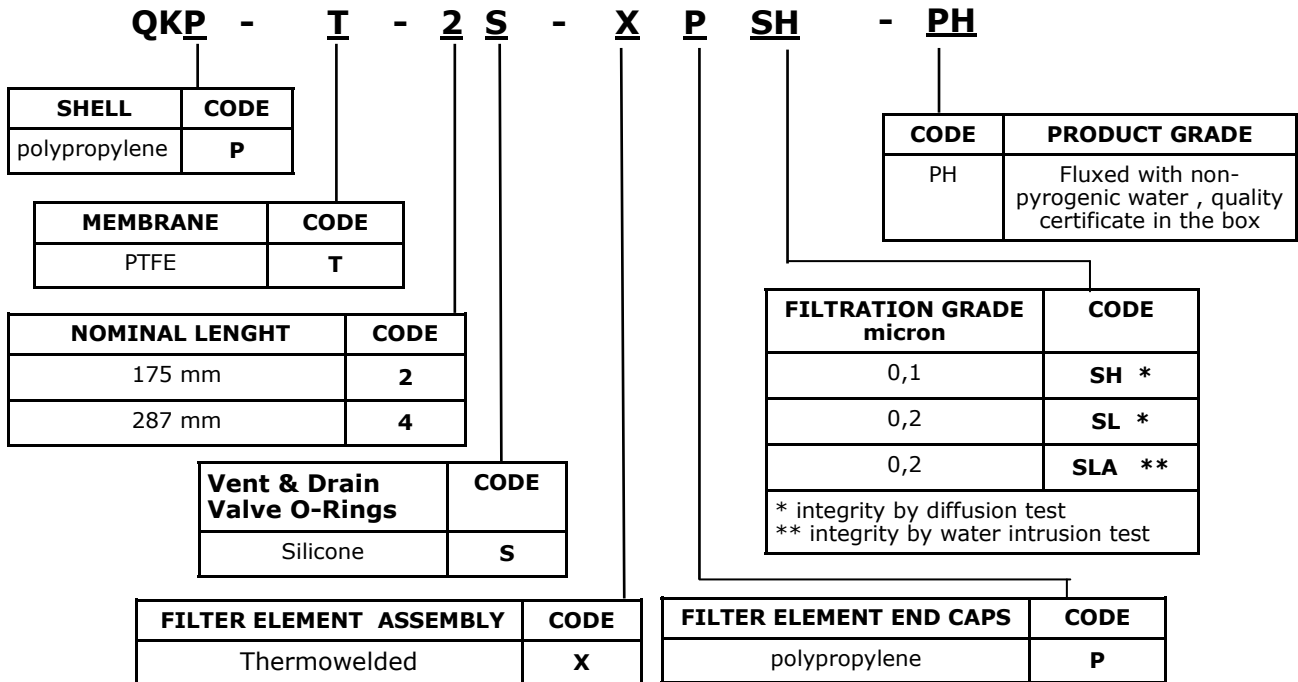 QKP - T - 2 S - X P SH - PH
SHELL CODE
polypropylene P
CODE PRODUCT GRADE
PH Fluxed with non-
pyrogenic water , quality
certificate in the box
MEMBRANE CODE
PTFE T
NOMINAL LENGHT CODE
175 mm 2
287 mm 4
FILTRATION GRADE CODE
micron
0,1 SH *
0,2 SL *
0,2 SLA **
* integrity by diffusion test
** integrity by water intrusion test
Vent & Drain CODE
Valve O-Rings
Silicone S
FILTER ELEMENT ASSEMBLY CODE
Thermowelded X
FILTER ELEMENT END CAPS CODE
polypropylene P